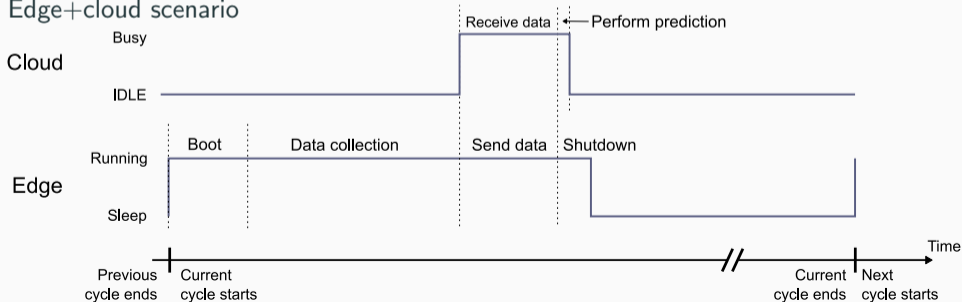 Edge+cloud scenario
Receive data
Perform prediction
Busy
Cloud
IDLE
Boot
Data collection
Send data
Shutdown
Running
Edge
Sleep
Time
Previous
cycle ends
Current
cycle starts
Current
cycle ends
Next
cycle starts